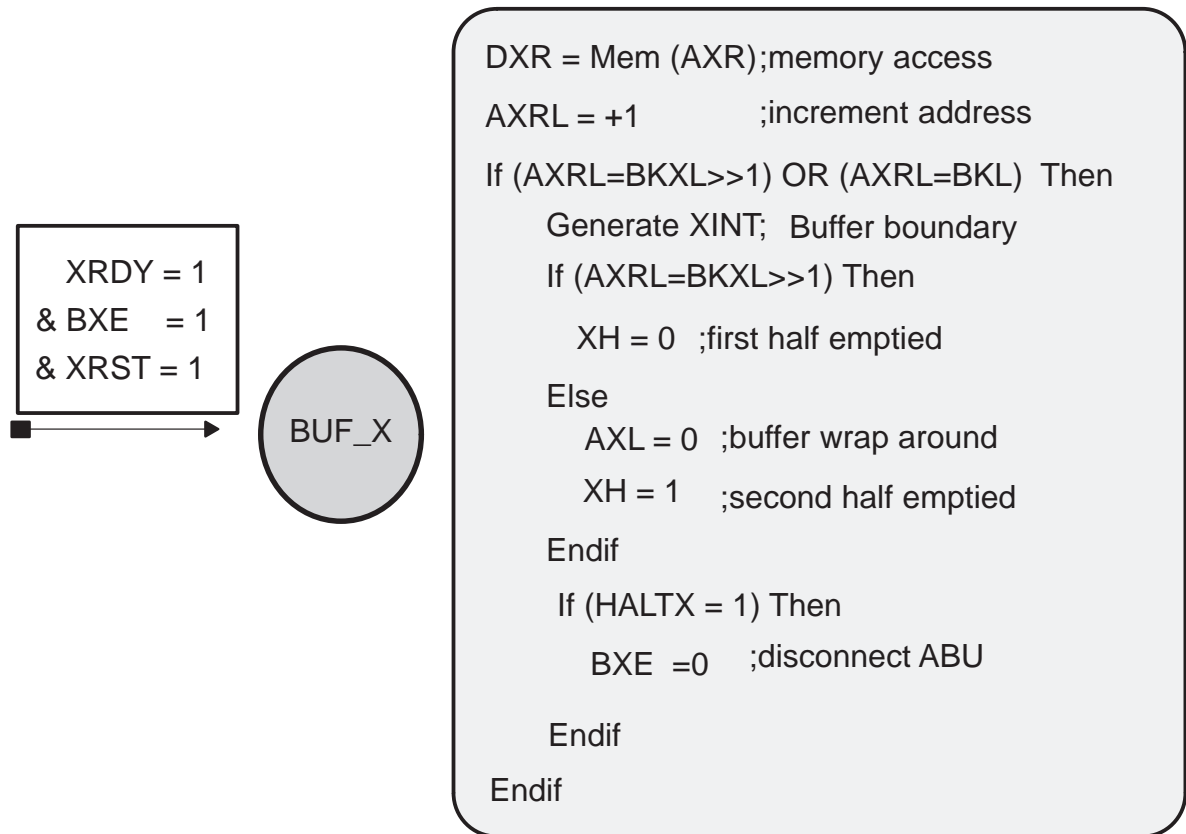 XRDY = 1
& BXE = 1
& XRST = 1
BUF_X
DXR = Mem (AXR);memory access
AXRL = +1 ;increment address
If (AXRL=BKXL>>1) OR (AXRL=BKL) Then
Generate XINT; Buffer boundary
If (AXRL=BKXL>>1) Then
XH = 0 ;first half emptied
Else
AXL = 0 ;buffer wrap around
XH = 1 ;second half emptied
Endif
If (HALTX = 1) Then
BXE =0 ;disconnect ABU
Endif
Endif